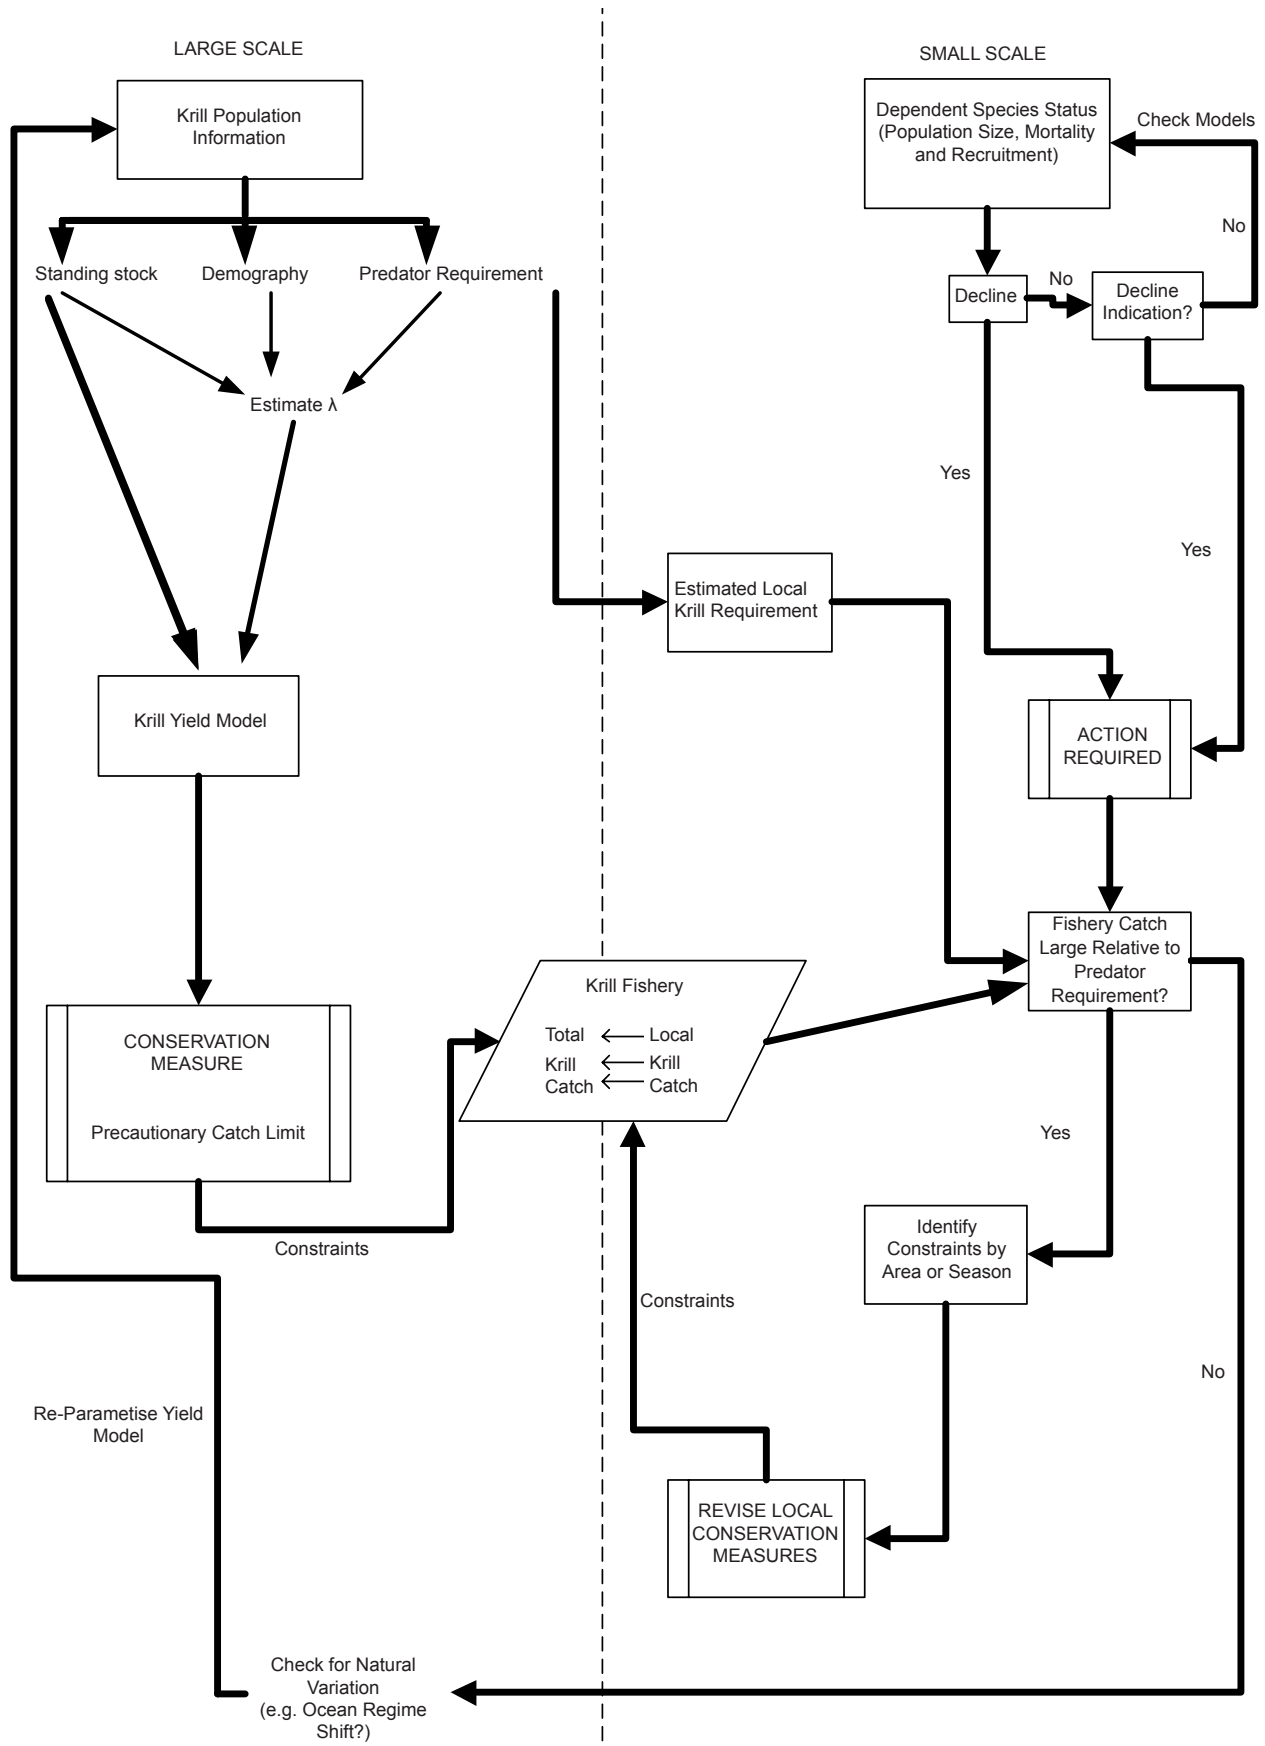 LARGE SCALE
Krill Population
Information
Standing stock
Demography
Predator Requirement
Estimate λ
Krill Yield Model
CONSERVATION
MEASURE
Precautionary Catch Limit
Constraints
Re-Parametise Yield
Model
Check for Natural
Variation
(e.g. Ocean Regime
Shift?)
SMALL SCALE
Dependent Species Status
(Population Size, Mortality
and Recruitment)
Check Models
No
Decline
No
Decline
Indication?
Yes
Yes
Estimated Local
Krill Requirement
ACTION
REQUIRED
Fishery Catch
Large Relative to
Predator
Requirement?
Krill Fishery
Total
Local
Krill
Krill
Catch
Catch
Yes
Identify
Constraints by
Area or Season
Constraints
No
REVISE LOCAL
CONSERVATION
MEASURES